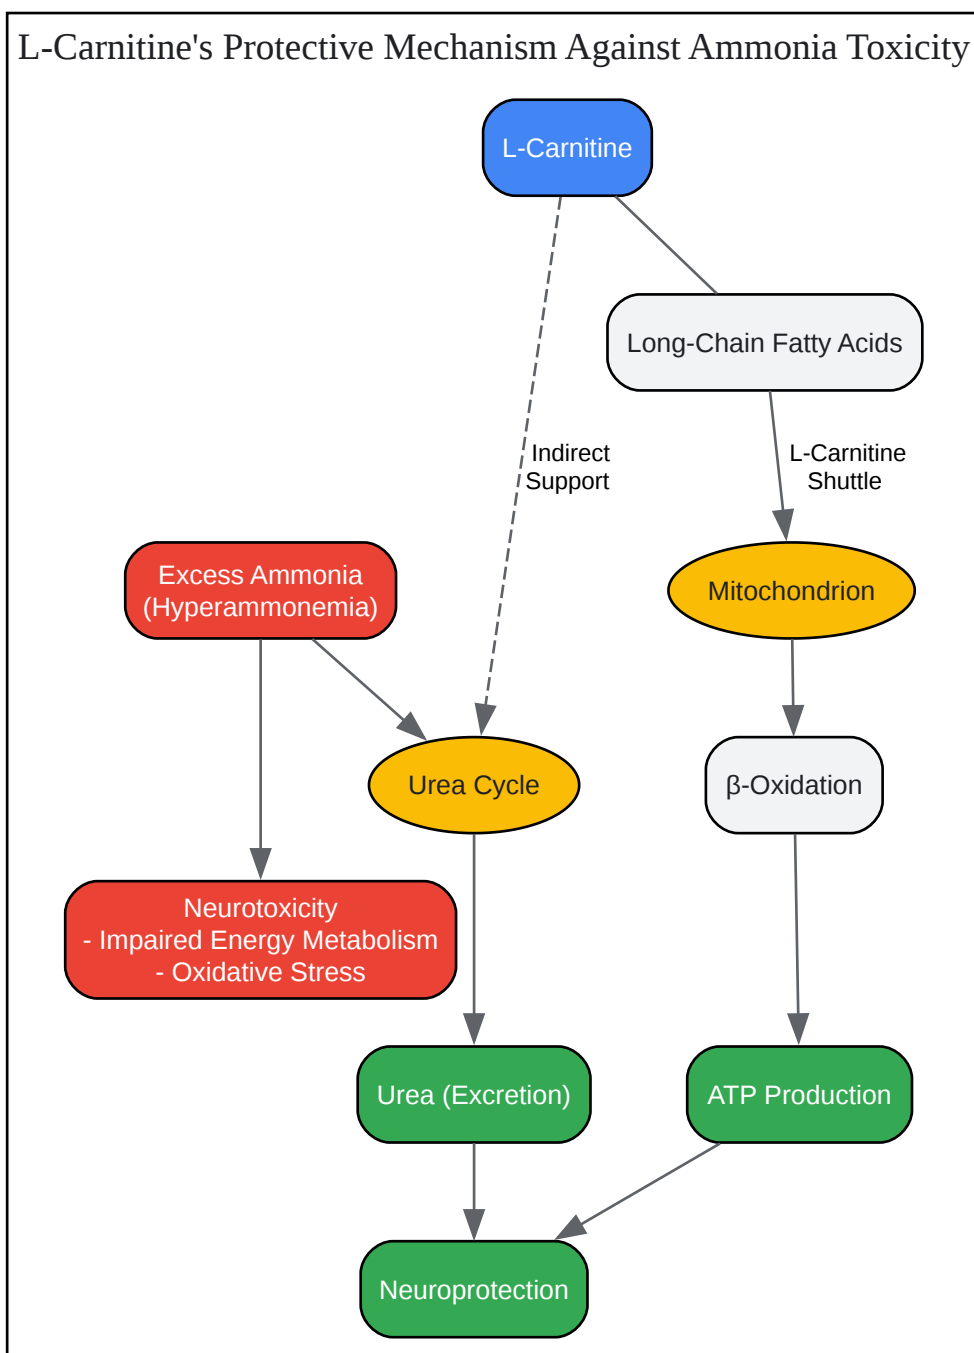 L-Carnitine's Protective Mechanism Against Ammonia Toxicity
L-Carnitine
Long-Chain Fatty Acids
Indirect
Support
L-Carnitine
Shuttle
Excess Ammonia
(Hyperammonemia)
Mitochondrion
Urea Cycle
β-Oxidation
Neurotoxicity
- Impaired Energy Metabolism
- Oxidative Stress
Urea (Excretion)
ATP Production
Neuroprotection